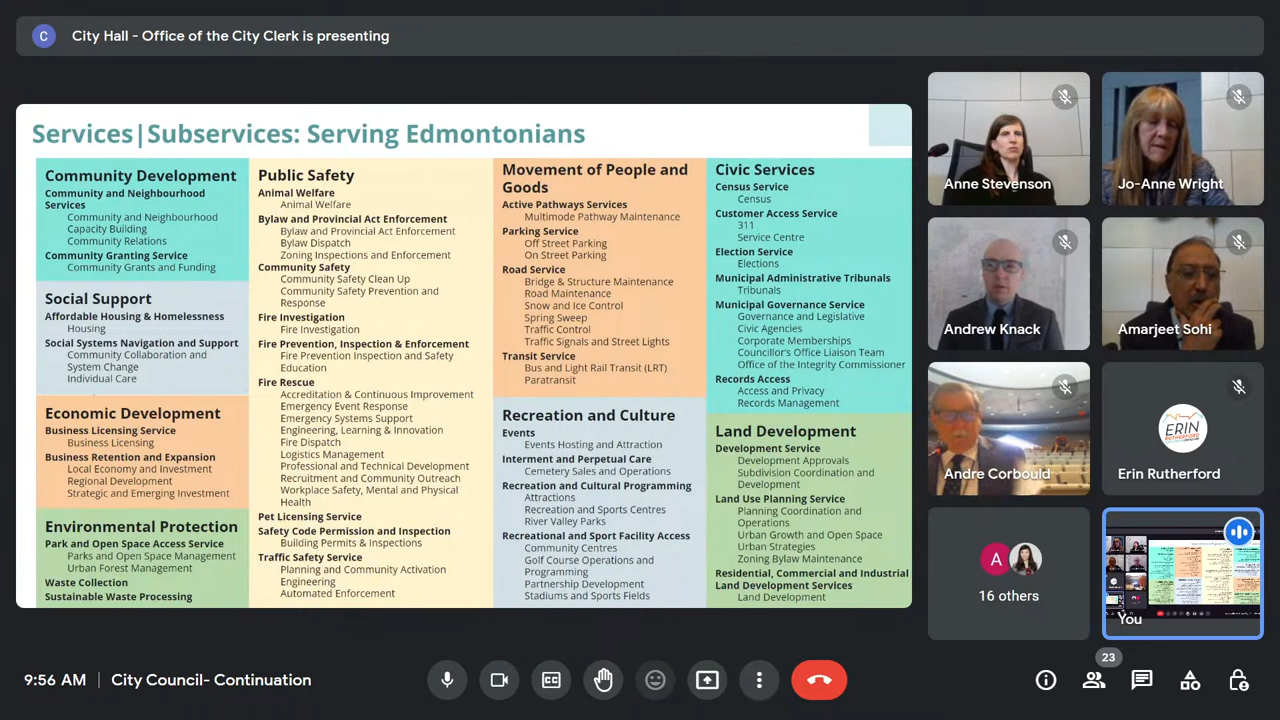 C
City Hall - Office of the City Clerk is presenting
Services|Subservices: Serving Edmontonians
Community Development
Community and Neighbourhood
Services
Community and Neighbourhood
Capacity Building
Community Relations
Community Granting Service
Community Grants and Funding
Social Support
Affordable Housing & Homelessness
Housing
Social Systems Navigation and Support
Community Collaboration and
System Change
Individual Care
Economic Development
Business Licensing Service
Business Licensing
Business Retention and Expansion
Local Economy and Investment
Regional Development
Strategic and Emerging Investment
Environmental Protection
Park and Open Space Access Service
Parks and Open Space Management
Urban Forest Management
Waste Collection
Sustainable Waste Processing
Public Safety
Animal Welfare
Animal Welfare
Bylaw and Provincial Act Enforcement
Bylaw and Provincial Act Enforcement
Bylaw Dispatch
Zoning Inspections and Enforcement
Community Safety
Community Safety Clean Up
Community Safety Prevention and
Response
Fire Investigation
Fire Investigation
Fire Prevention, Inspection & Enforcement
Fire Prevention Inspection and Safety
Education
Fire Rescue
Accreditation & Continuous Improvement
Emergency Event Response
Emergency Systems Support
Engineering, Learning & Innovation
Fire Dispatch
Logistics Management
Professional and Technical Development
Recruitment and Community Outreach
Workplace Safety, Mental and Physical
Health
Pet Licensing Service
Safety Code Permission and Inspection
Building Permits & Inspections
Traffic Safety Service
Planning and Community Activation
Engineering
Automated Enforcement
Movement of People and
Goods
Active Pathways Services
Multimode Pathway Maintenance
Parking Service
Off Street Parking
On Street Parking
Road Service
Bridge & Structure Maintenance
Road Maintenance
Snow and Ice Control
Spring Sweep
Traffic Control
Traffic Signals and Street Lights
Transit Service
Bus and Light Rail Transit (LRT)
Paratransit
Recreation and Culture
Events
Events Hosting and Attraction
Interment and Perpetual Care
Cemetery Sales and Operations
Recreation and Cultural Programming
Attractions
Recreation and Sports Centres
River Valley Parks
Recreational and Sport Facility Access
Community Centres
Golf Course Operations and
Programming
Partnership Development
Stadiums and Sports Fields
Civic Services
Census Service
Census
Customer Access Service
311
Service Centre
Election Service
Elections
Municipal Administrative Tribunals
Tribunals
Municipal Governance Service
Governance and Legislative
Civic Agencies
Corporate Memberships
Councillor's Office Liaison Team
Office of the Integrity Commissioner
Records Access
Access and Privacy
Records Management
Land Development
Development Service
Development Approvals
Subdivision Coordination and
Development
Land Use Planning Service
Planning Coordination and
Operations
Urban Growth and Open Space
Urban Strategies
Zoning Bylaw Maintenance
Residential, Commercial and Industrial
Land Development Services
Land Development
Anne Stevenson
Jo-Anne Wright
Andrew Knack
Amarjeet Sohi
Andre Corbould
ERIN
RUTHERFORD
Erin Rutherford
A
16 others
You
9:56 AM | City Council- Continuation
CC
23